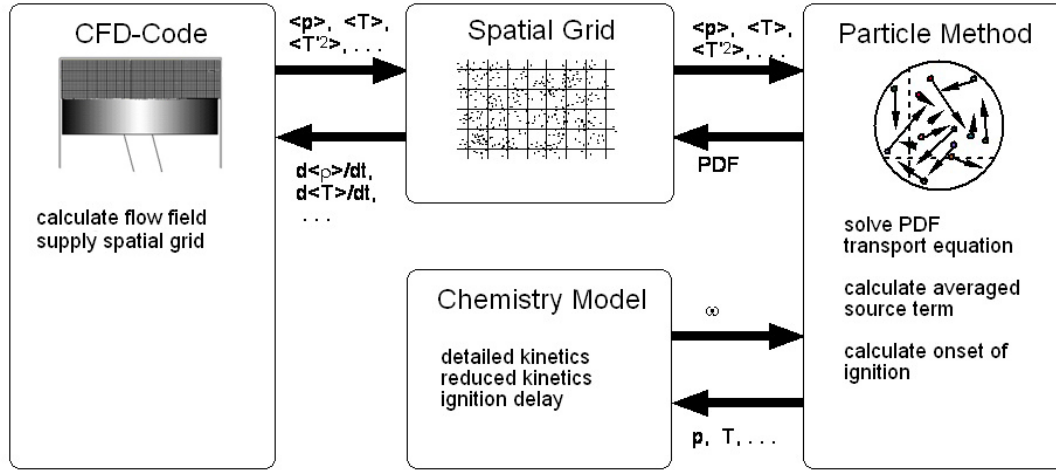 CFD-Code
calculate flow field
supply spatial grid
<p>, <T>,
<T'²>, . . .
d<ρ>/dt,
d<T>/dt,
. . .
Spatial Grid
<p>, <T>,
<T'²>, . . .
PDF
Particle Method
solve PDF
transport equation
calculate averaged
source term
calculate onset of
ignition
Chemistry Model
detailed kinetics
reduced kinetics
ignition delay
ω
p, T, . . .